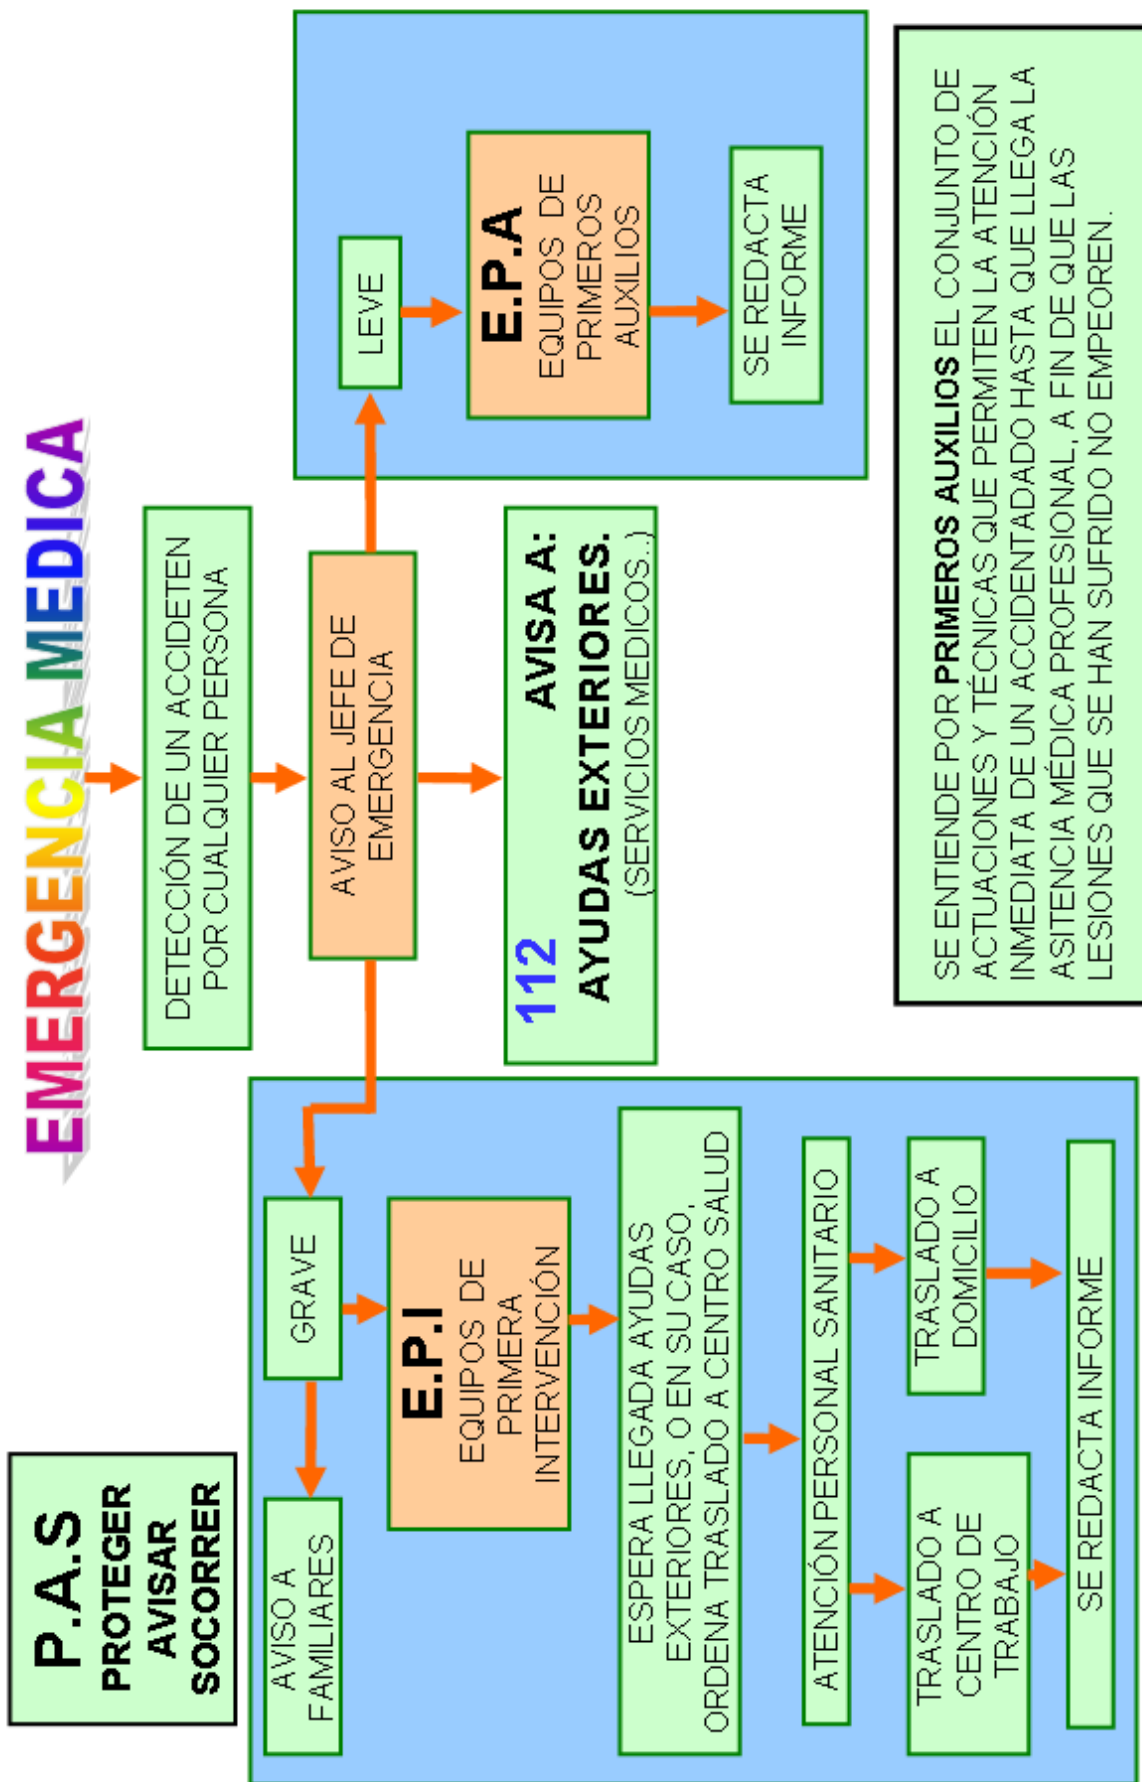 EMERGENCIA MEDICA
P.A.S
PROTEGER
AVISAR
SOCORRER
DETECCIÓN DE UN ACCIDETEN
POR CUALQUIER PERSONA
AVISO AL JEFE DE
EMERGENCIA
GRAVE
AVISO A
FAMILIARES
E.P.I
EQUIPOS DE
PRIMERA
INTERVENCIÓN
ESPERA LLEGADA AYUDAS
EXTERIORES, O EN SU CASO,
ORDENA TRASLADO A CENTRO SALUD
ATENCIÓN PERSONAL SANITARIO
TRASLADO A
CENTRO DE
TRABAJO
TRASLADO A
DOMICILIO
SE REDACTA INFORME
112 AVISA A:
AYUDAS EXTERIORES.
(SERVICIOS MEDICOS..)
LEVE
E.P.A
EQUIPOS DE
PRIMEROS
AUXILIOS
SE REDACTA
INFORME
SE ENTIENDE POR PRIMEROS AUXILIOS EL CONJUNTO DE
ACTUACIONES Y TÉCNICAS QUE PERMITEN LA ATENCIÓN
INMEDIATA DE UN ACCIDENTADADO HASTA QUE LLEGA LA
ASITENCIA MÉDICA PROFESIONAL, A FIN DE QUE LAS
LESIONES QUE SE HAN SUFRIDO NO EMPEOREN.